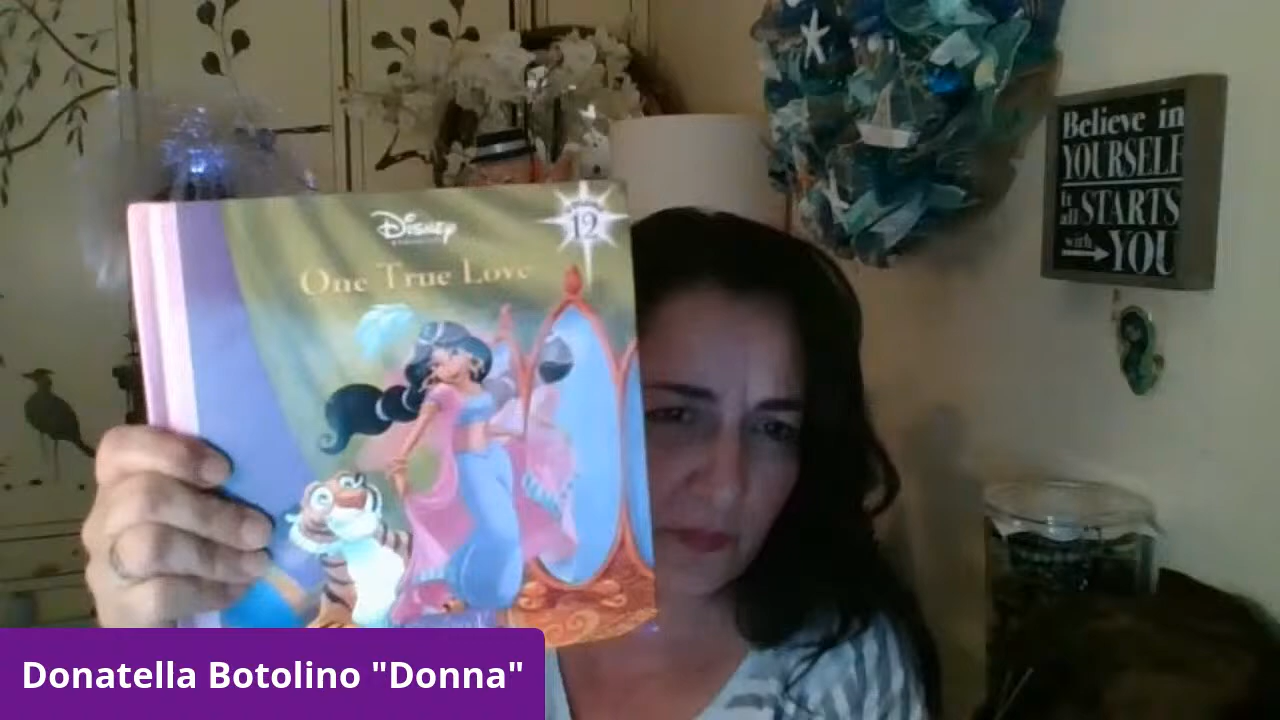 Disney
12
One True Love
Believe in
YOURSELF
It all STARTS
with YOU
Donatella Botolino "Donna"